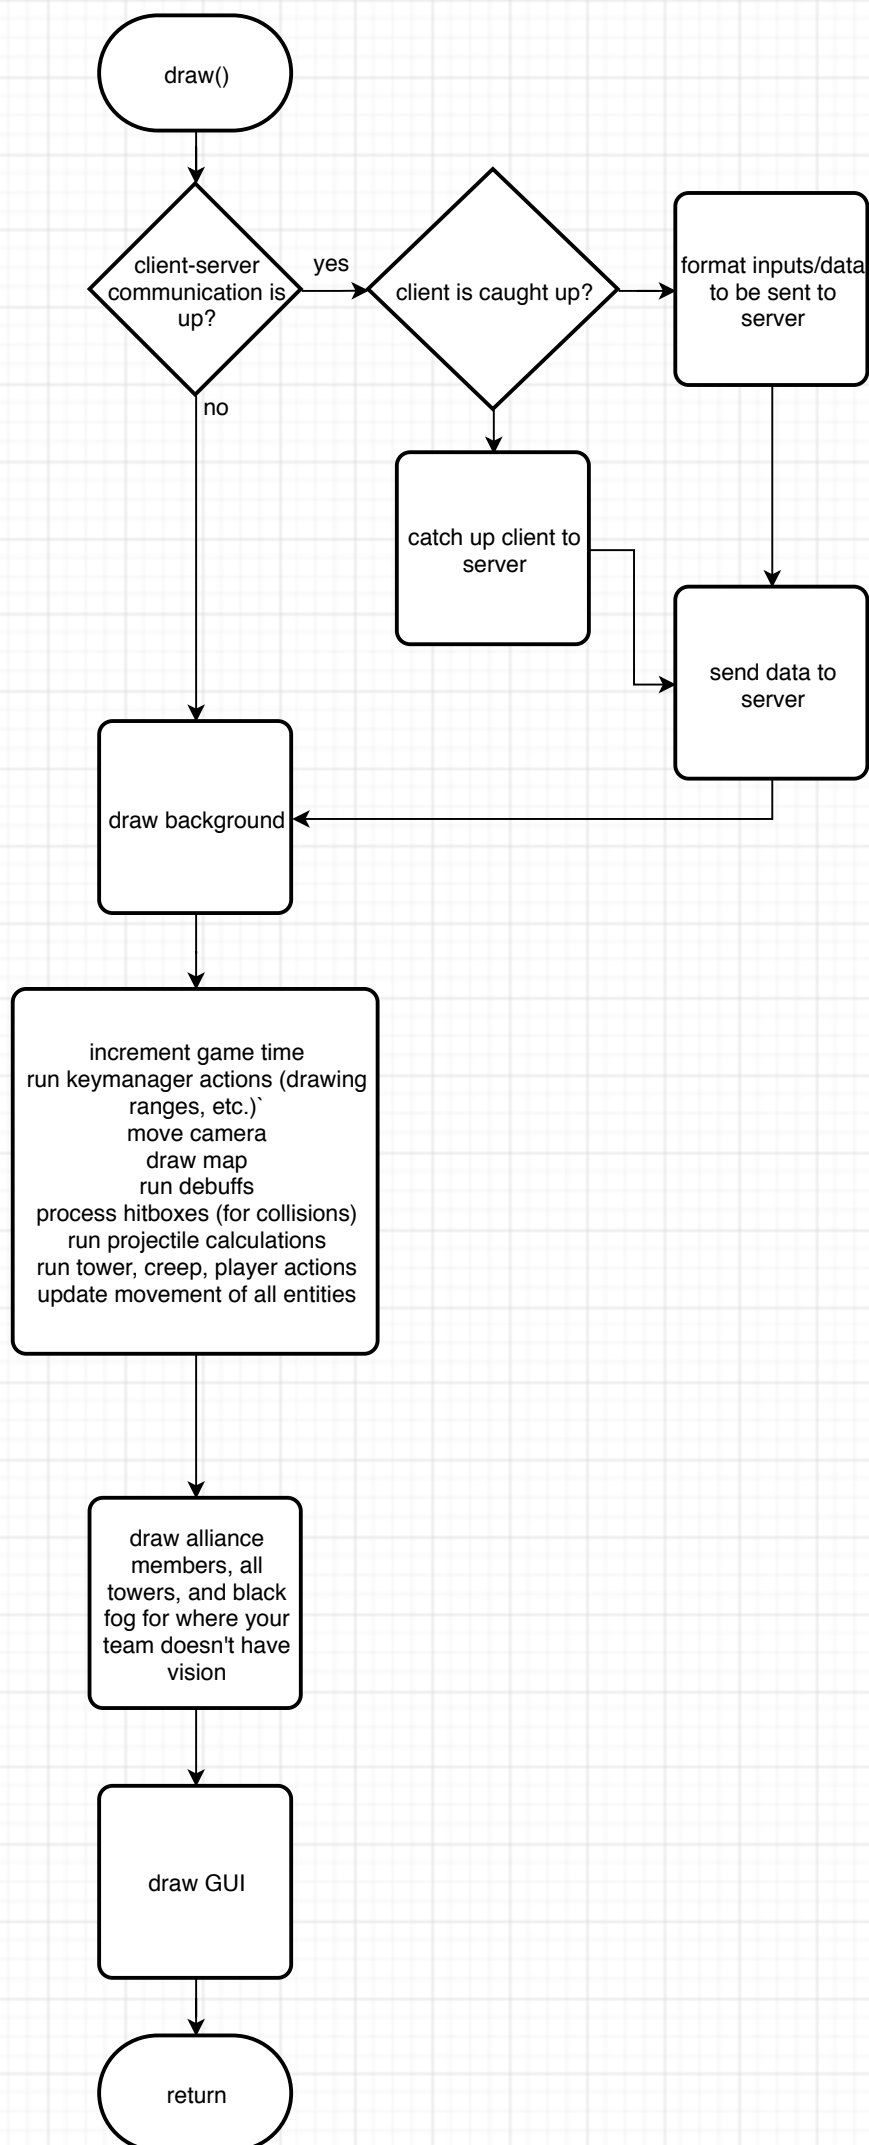 draw()
client-server
communication is
up?
yes
client is caught up?
format inputs/data
to be sent to
server
no
catch up client to
server
send data to
server
draw background
increment game time
run keymanager actions (drawing
ranges, etc.)`
move camera
draw map
run debuffs
process hitboxes (for collisions)
run projectile calculations
run tower, creep, player actions
update movement of all entities
draw alliance
members, all
towers, and black
fog for where your
team doesn't have
vision
draw GUI
return